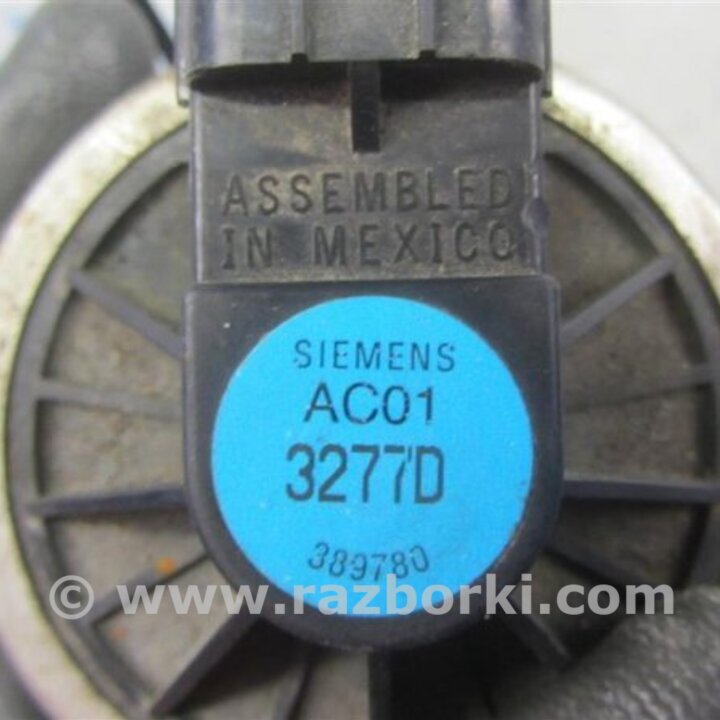 ASSEMBLED
IN MEXICO
SIEMENS
AC01
3277D
389780
© www.razborki.com